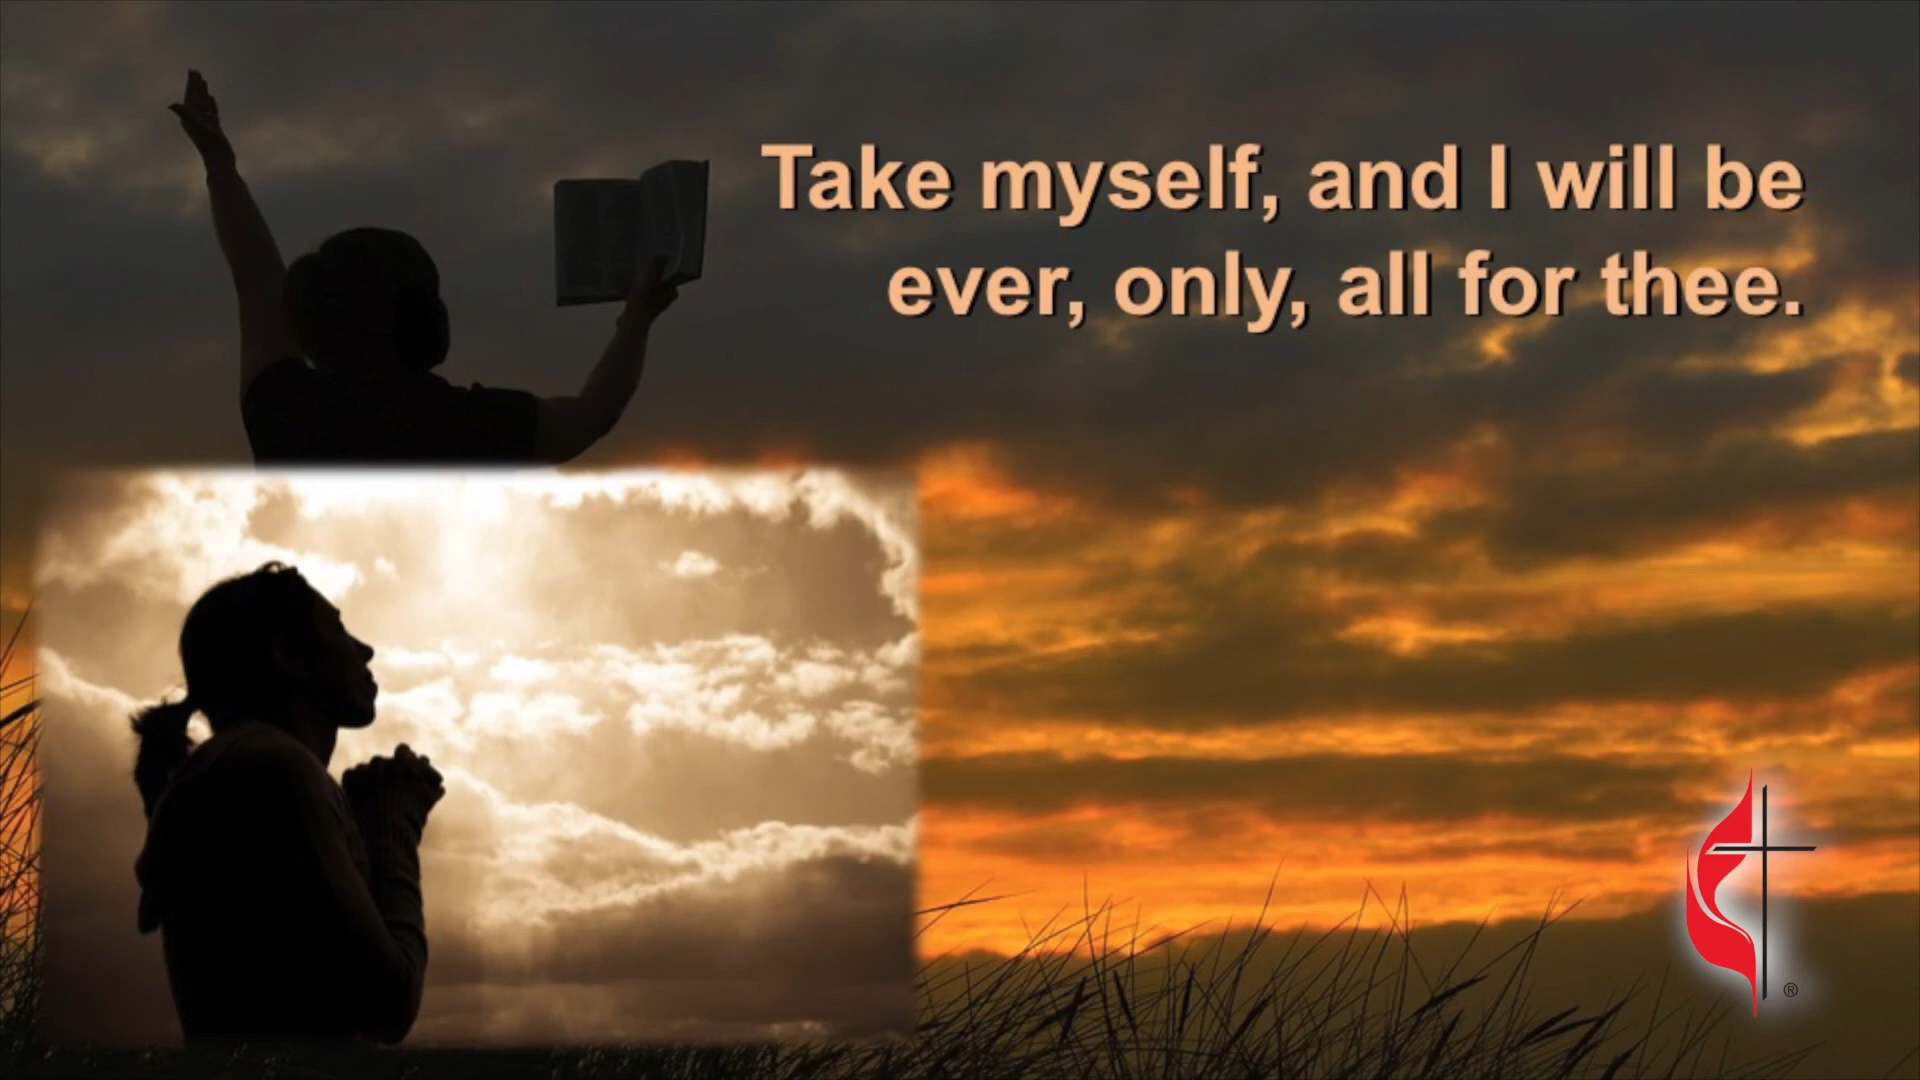 Take myself, and I will be
ever, only, all for thee.
®